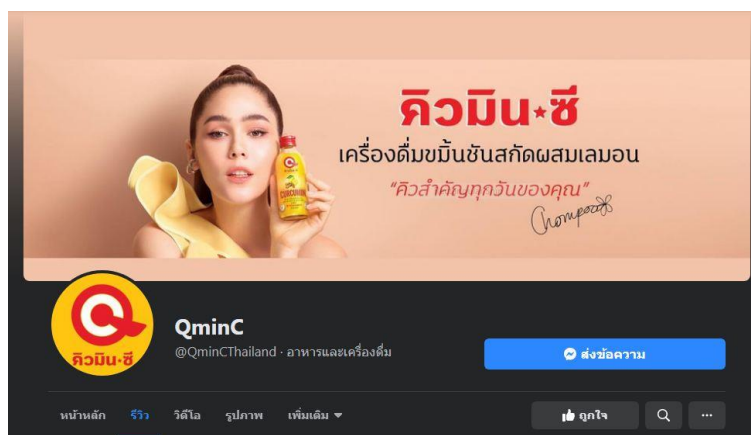 คิวมิน★ซี
เครื่องดื่มขมิ้นชันสกัดผสมเลมอน
"คิวสำคัญทุกวันของคุณ"
CURCUMIN
คิวมิน★ซี
QminC
@QminCThailand · อาหารและเครื่องดื่ม
ส่งข้อความ
หน้าหลัก รีวิว วิดีโอ รูปภาพ เพิ่มเติม
ถูกใจ